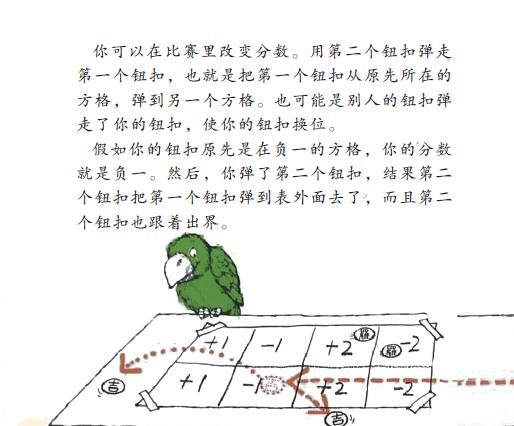 你可以在比赛里改变分数。用第二个钮扣弹走
第一个钮扣，也就是把第一个钮扣从原先所在的
方格，弹到另一个方格。也可能是别人的钮扣弹
走了你的钮扣，使你的钮扣换位。
假如你的钮扣原先是在负一的方格，你的分数
就是负一。然后，你弹了第二个钮扣，结果第二
个钮扣把第一个钮扣弹到表外面去了，而且第二
个钮扣也跟着出界。
+1 -1 +2 -2
+1 -1 +2 -2
吉
吉